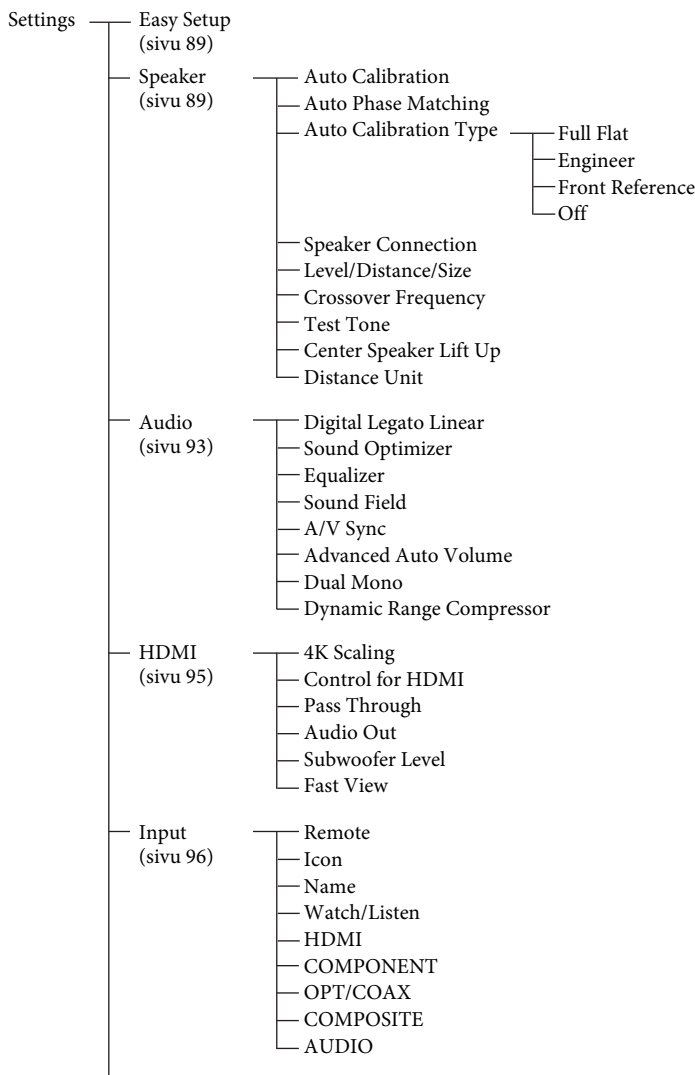 Settings
Easy Setup
(sivu 89)
Speaker
(sivu 89)
Auto Calibration
Auto Phase Matching
Auto Calibration Type
Full Flat
Engineer
Front Reference
Off
Speaker Connection
Level/Distance/Size
Crossover Frequency
Test Tone
Center Speaker Lift Up
Distance Unit
Audio
(sivu 93)
Digital Legato Linear
Sound Optimizer
Equalizer
Sound Field
A/V Sync
Advanced Auto Volume
Dual Mono
Dynamic Range Compressor
HDMI
(sivu 95)
4K Scaling
Control for HDMI
Pass Through
Audio Out
Subwoofer Level
Fast View
Input
(sivu 96)
Remote
Icon
Name
Watch/Listen
HDMI
COMPONENT
OPT/COAX
COMPOSITE
AUDIO